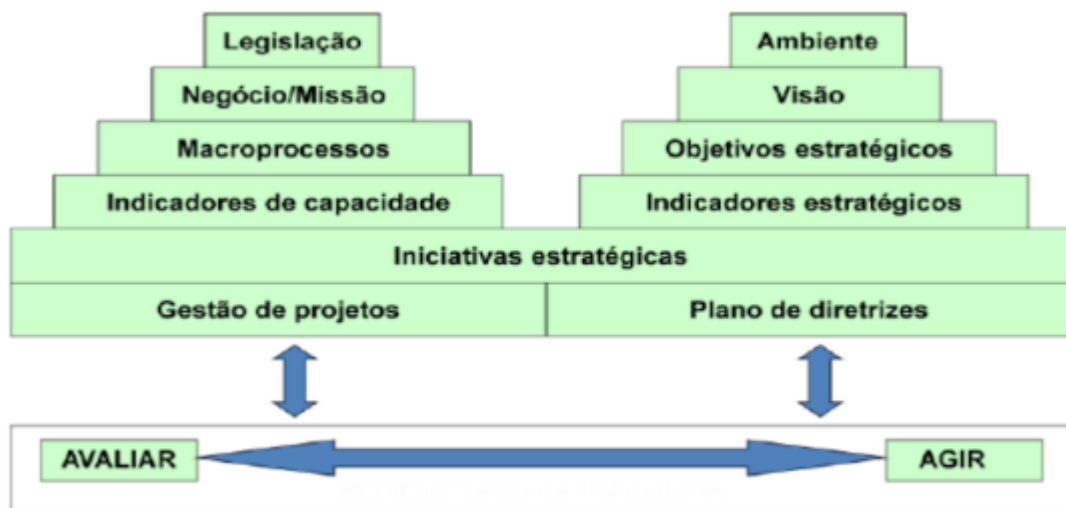 Legislação
Ambiente
Negócio/Missão
Visão
Macroprocessos
Objetivos estratégicos
Indicadores de capacidade
Indicadores estratégicos
Iniciativas estratégicas
Gestão de projetos
Plano de diretrizes
AVALIAR
AGIR